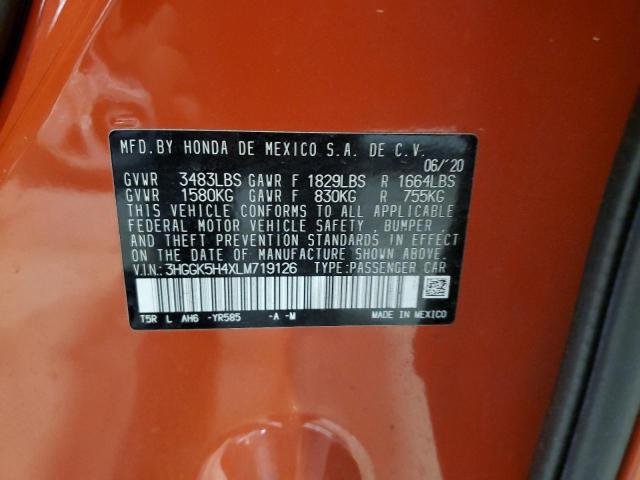 MFD.BY HONDA DE MEXICO S.A. DE C.V.
06/'20
GVWR 3483LBS GAWR F 1829LBS R 1664LBS
GVWR 1580KG GAWR F 830KG R 755KG
THIS VEHICLE CONFORMS TO ALL APPLICABLE
FEDERAL MOTOR VEHICLE SAFETY , BUMPER , AND
THEFT PREVENTION STANDARDS IN EFFECT ON THE
DATE OF MANUFACTURE SHOWN ABOVE.
V.I.N.: 3HGGK5H4XLM719126 TYPE:PASSENGER CAR
T5R L AH6 -YR585 -A -M MADE IN MEXICO